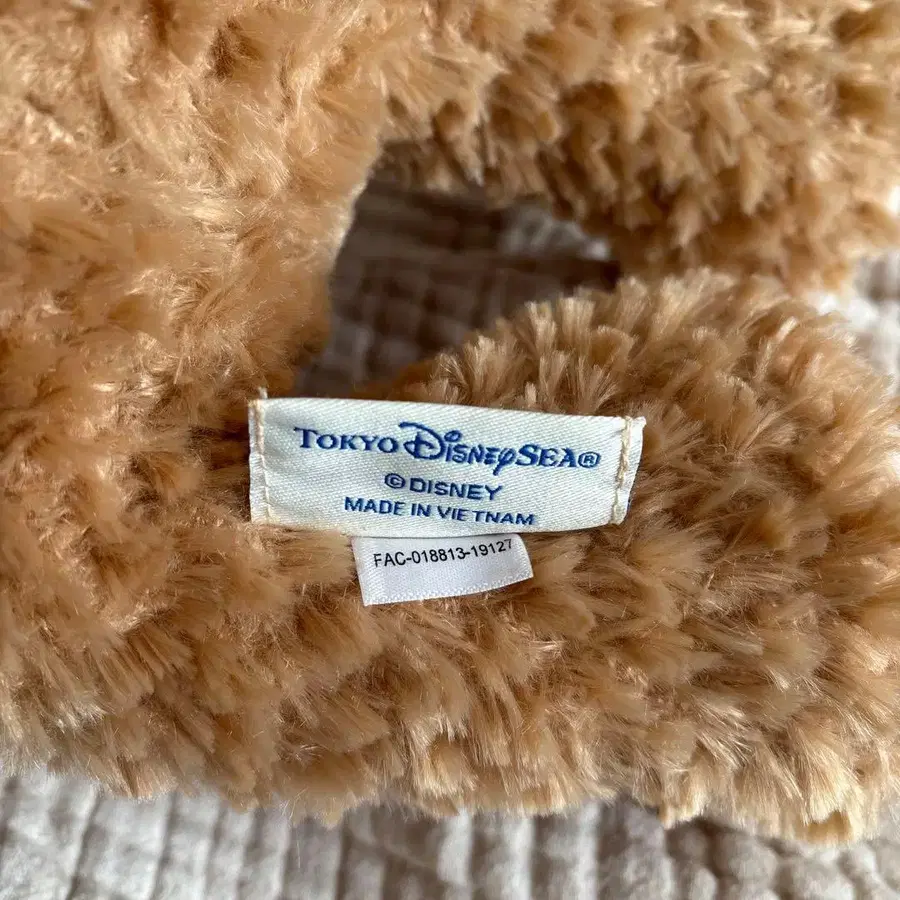 TOKYO DISNEYSEA®
© DISNEY
MADE IN VIETNAM
FAC-018813-19127